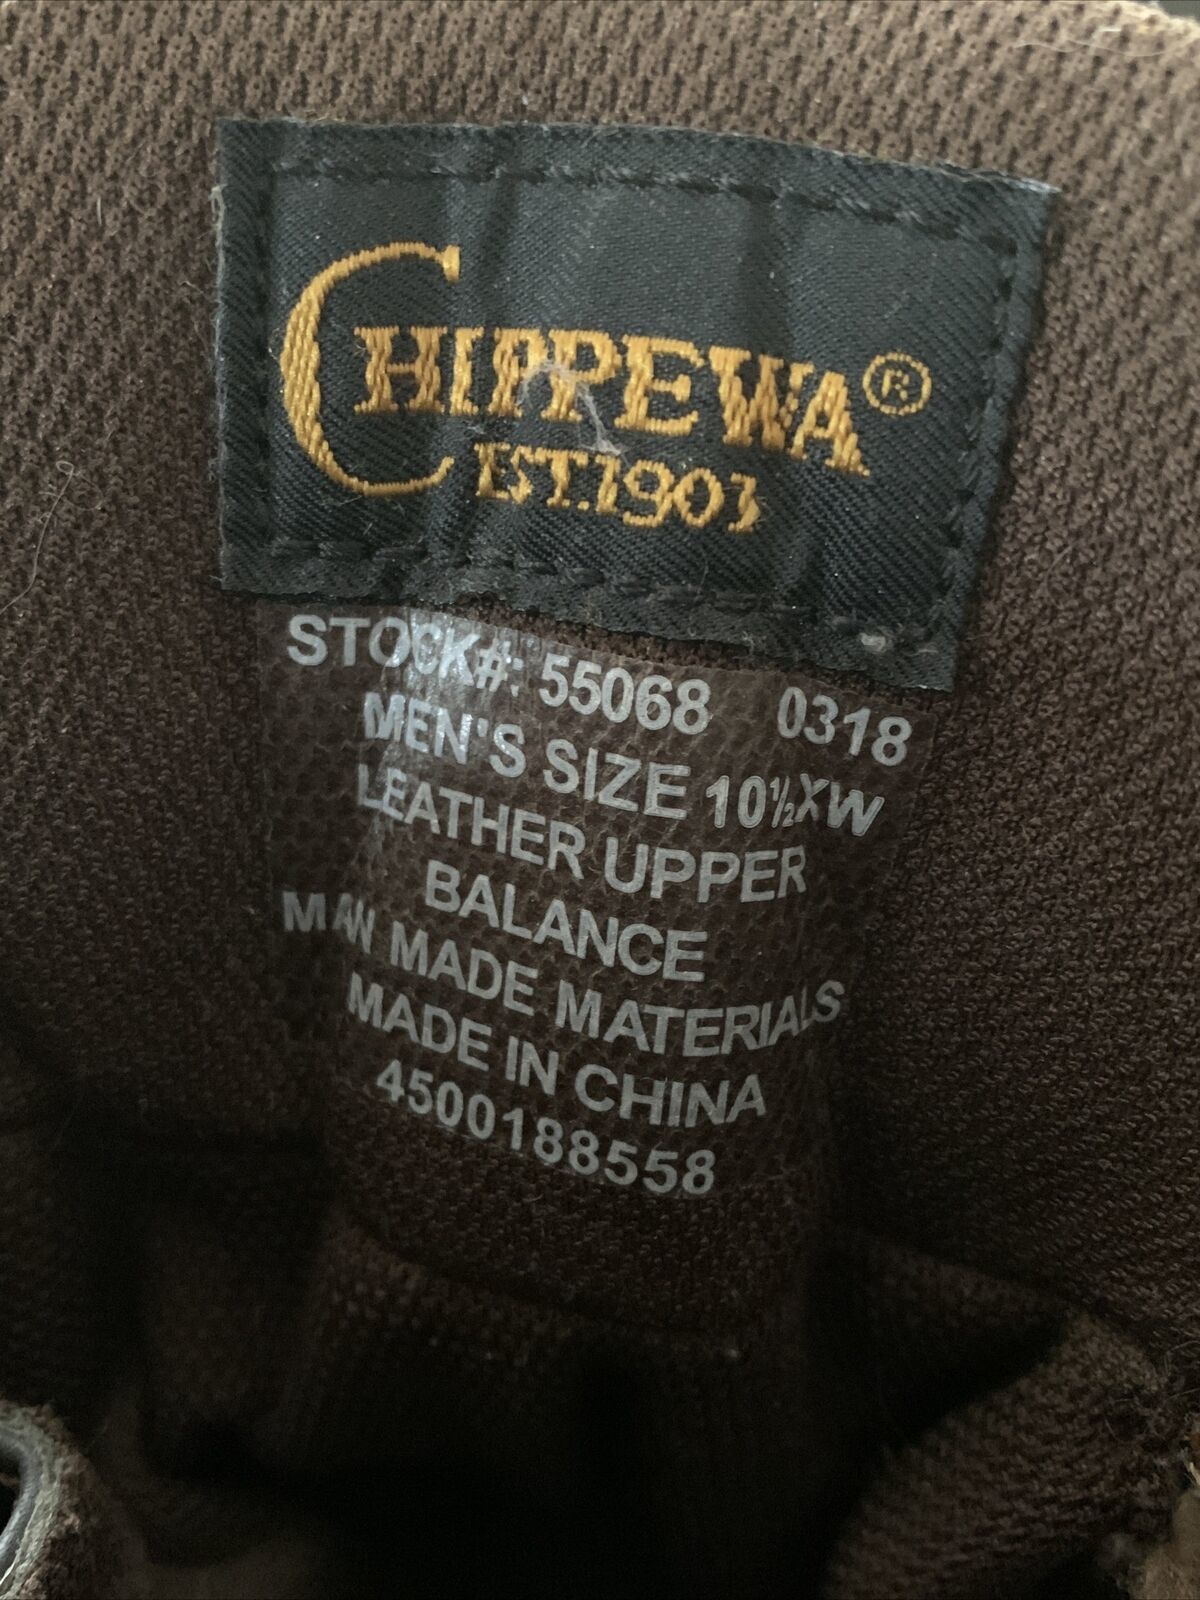 CHIPPEWA®
EST.1903
STOCK#: 55068 0318
MEN'S SIZE 10½XW
LEATHER UPPER
BALANCE
MAN MADE MATERIALS
MADE IN CHINA
4500188558